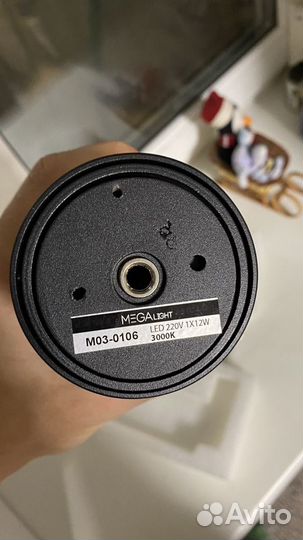 MEGALIGHT
M03-0106
LED 220V 1X12W
3000K
Avito